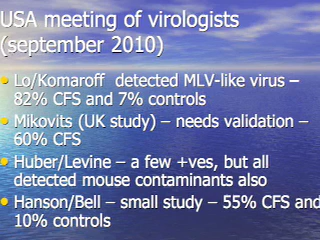 USA meeting of virologists
(september 2010)
• Lo/Komaroff detected MLV-like virus –
82% CFS and 7% controls
• Mikovits (UK study) – needs validation –
60% CFS
• Huber/Levine – a few +ves, but all
detected mouse contaminants also
• Hanson/Bell – small study – 55% CFS and
10% controls